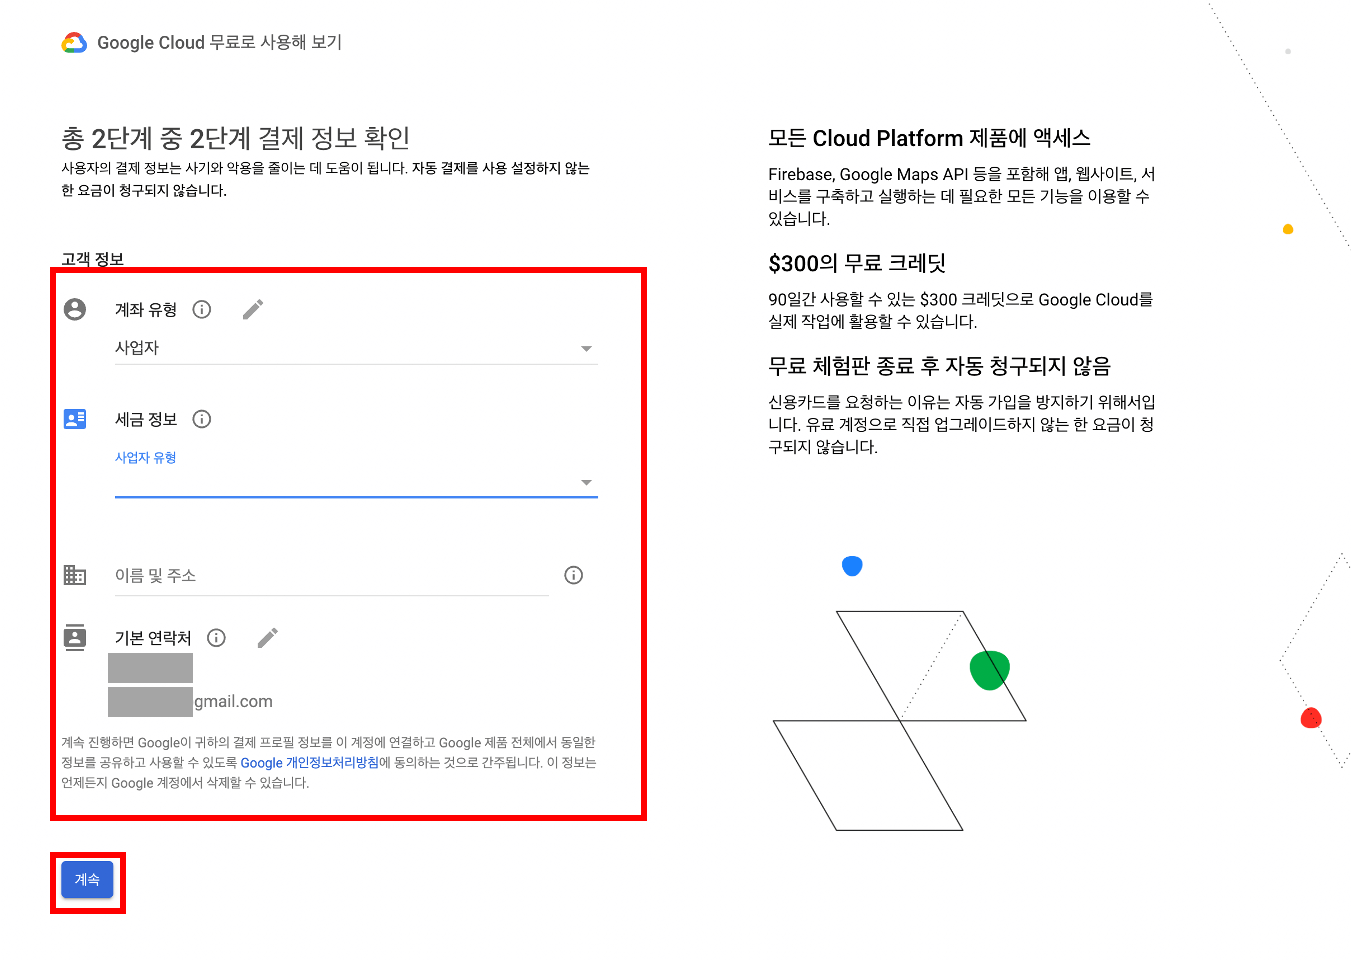 Google Cloud 무료로 사용해 보기
총 2단계 중 2단계 결제 정보 확인
사용자의 결제 정보는 사기와 악용을 줄이는 데 도움이 됩니다. 자동 결제를 사용 설정하지 않는
한 요금이 청구되지 않습니다.
고객 정보
계좌 유형
사업자
세금 정보
사업자 유형
이름 및 주소
기본 연락처
gmail.com
계속 진행하면 Google이 귀하의 결제 프로필 정보를 이 계정에 연결하고 Google 제품 전체에서 동일한
정보를 공유하고 사용할 수 있도록 Google 개인정보처리방침에 동의하는 것으로 간주됩니다. 이 정보는
언제든지 Google 계정에서 삭제할 수 있습니다.
계속
모든 Cloud Platform 제품에 액세스
Firebase, Google Maps API 등을 포함해 앱, 웹사이트, 서
비스를 구축하고 실행하는 데 필요한 모든 기능을 이용할 수
있습니다.
$300의 무료 크레딧
90일간 사용할 수 있는 $300 크레딧으로 Google Cloud를
실제 작업에 활용할 수 있습니다.
무료 체험판 종료 후 자동 청구되지 않음
신용카드를 요청하는 이유는 자동 가입을 방지하기 위해서입
니다. 유료 계정으로 직접 업그레이드하지 않는 한 요금이 청
구되지 않습니다.